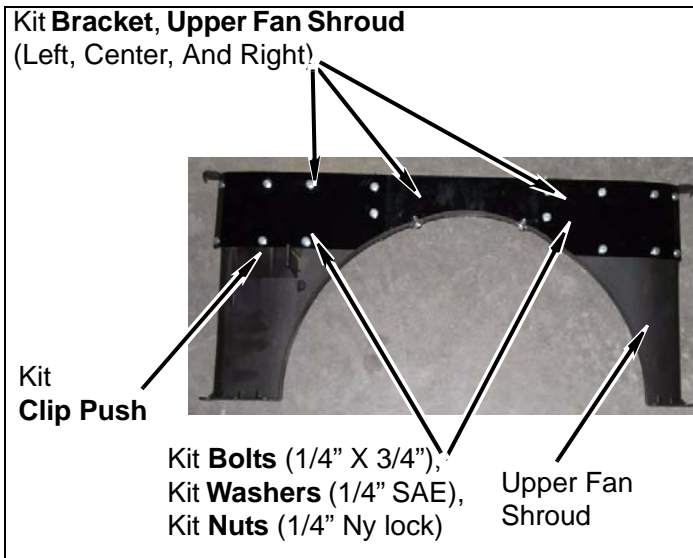 Kit Bracket, Upper Fan Shroud
(Left, Center, And Right)
Kit
Clip Push
Kit Bolts (1/4” X 3/4”),
Kit Washers (1/4” SAE),
Kit Nuts (1/4” Ny lock)
Upper Fan
Shroud